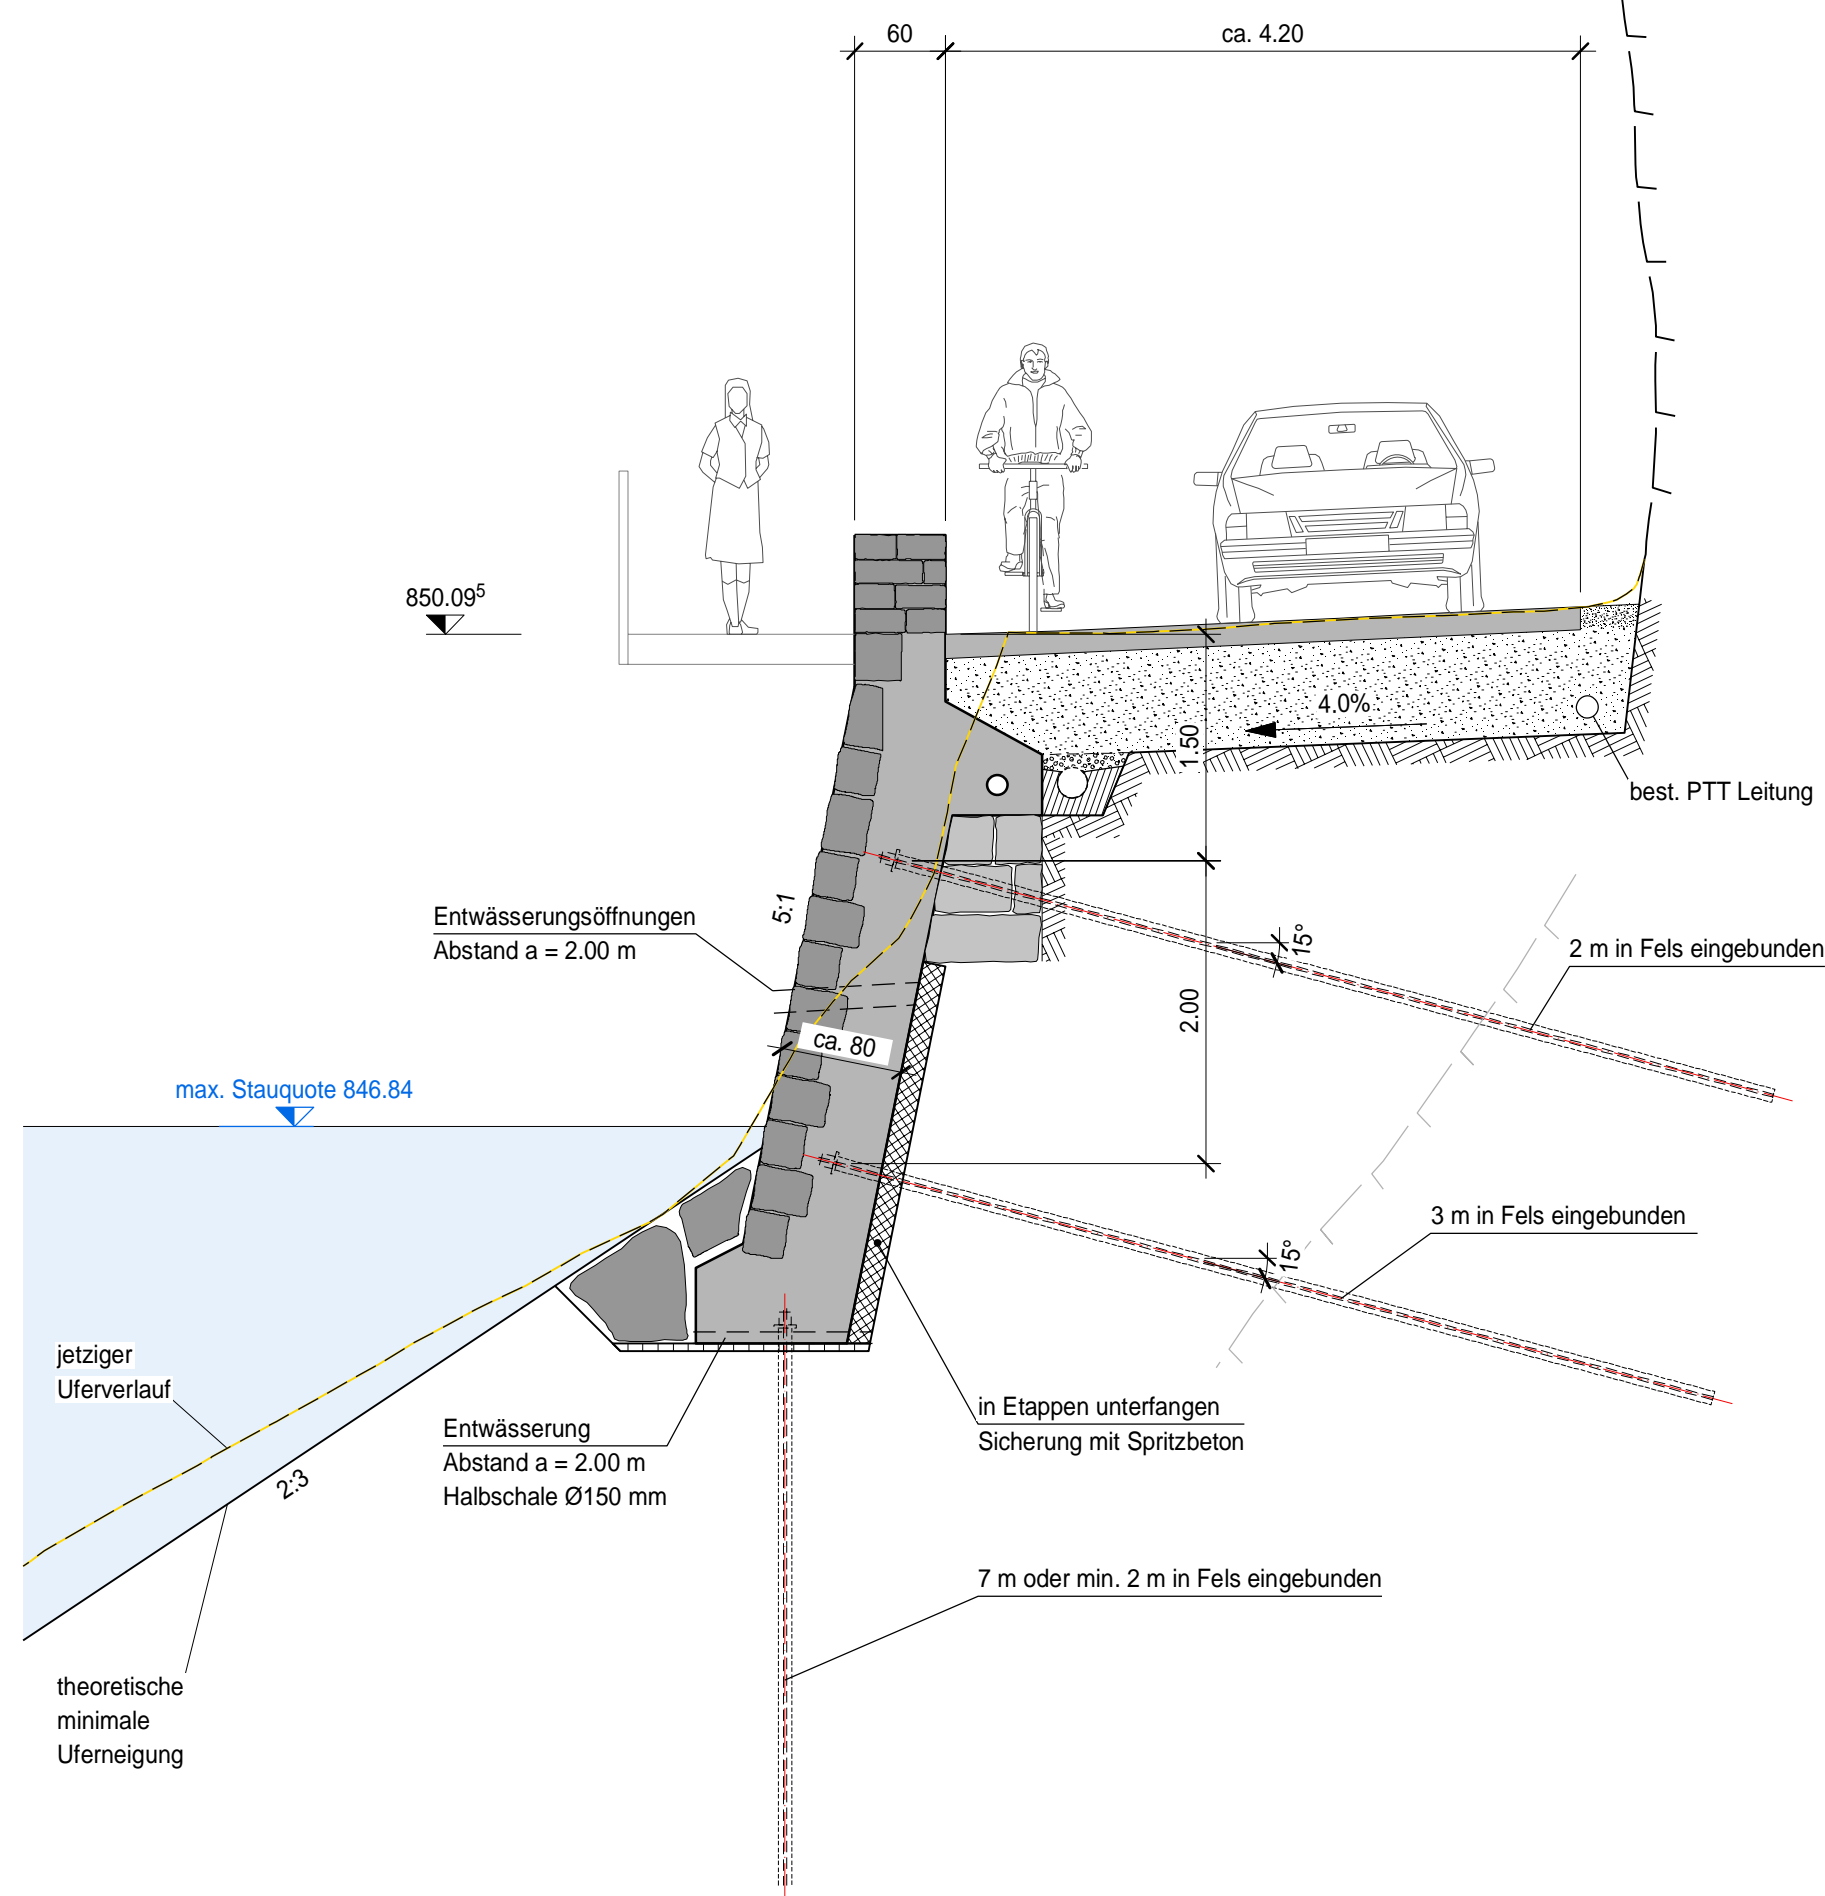 60
ca. 4.20
850.09⁵
4.0%
1.50
best. PTT Leitung
5:1
Entwässerungsöffnungen
Abstand a = 2.00 m
15°
2 m in Fels eingebunden
2.00
ca. 80
max. Stauquote 846.84
3 m in Fels eingebunden
15°
jetziger
Uferverlauf
in Etappen unterfangen
Sicherung mit Spritzbeton
Entwässerung
Abstand a = 2.00 m
Halbschale Ø150 mm
2:3
7 m oder min. 2 m in Fels eingebunden
theoretische
minimale
Uferneigung